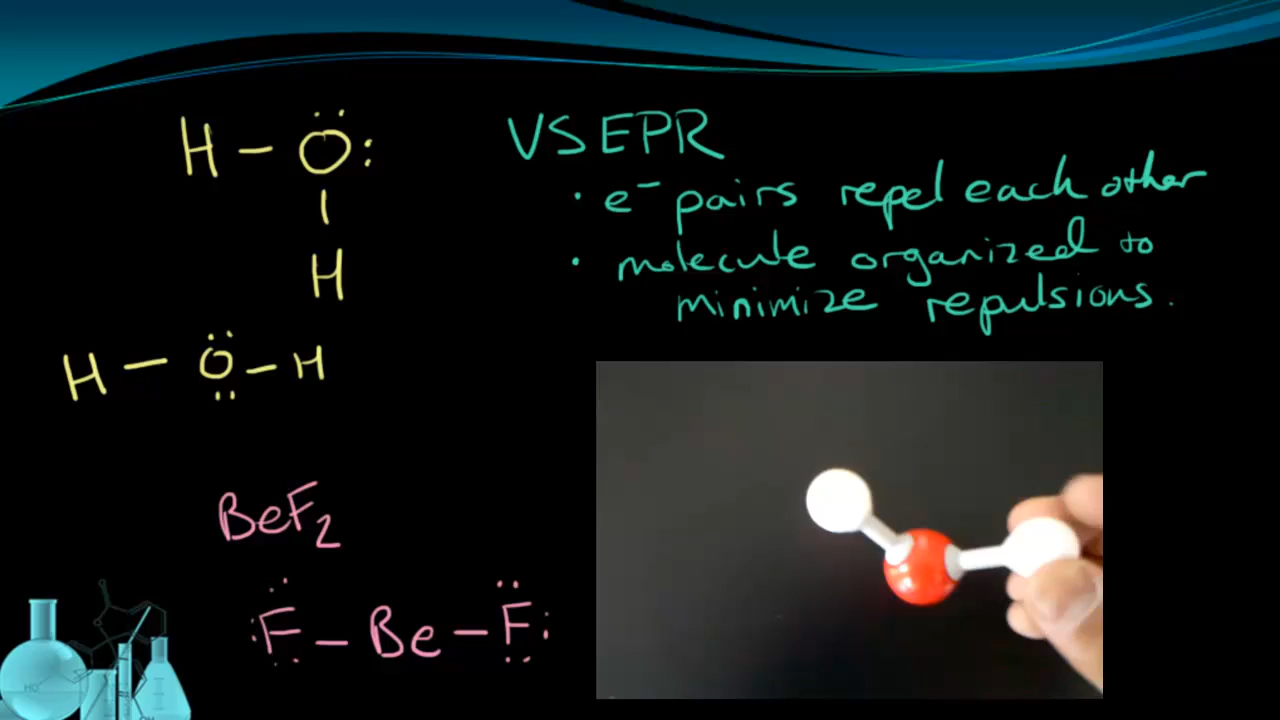 H - Ö:
|
H
VSEPR
· e⁻ pairs repel each other
· molecule organized to
minimize repulsions.
H - O - H
BeF₂
F - Be - F